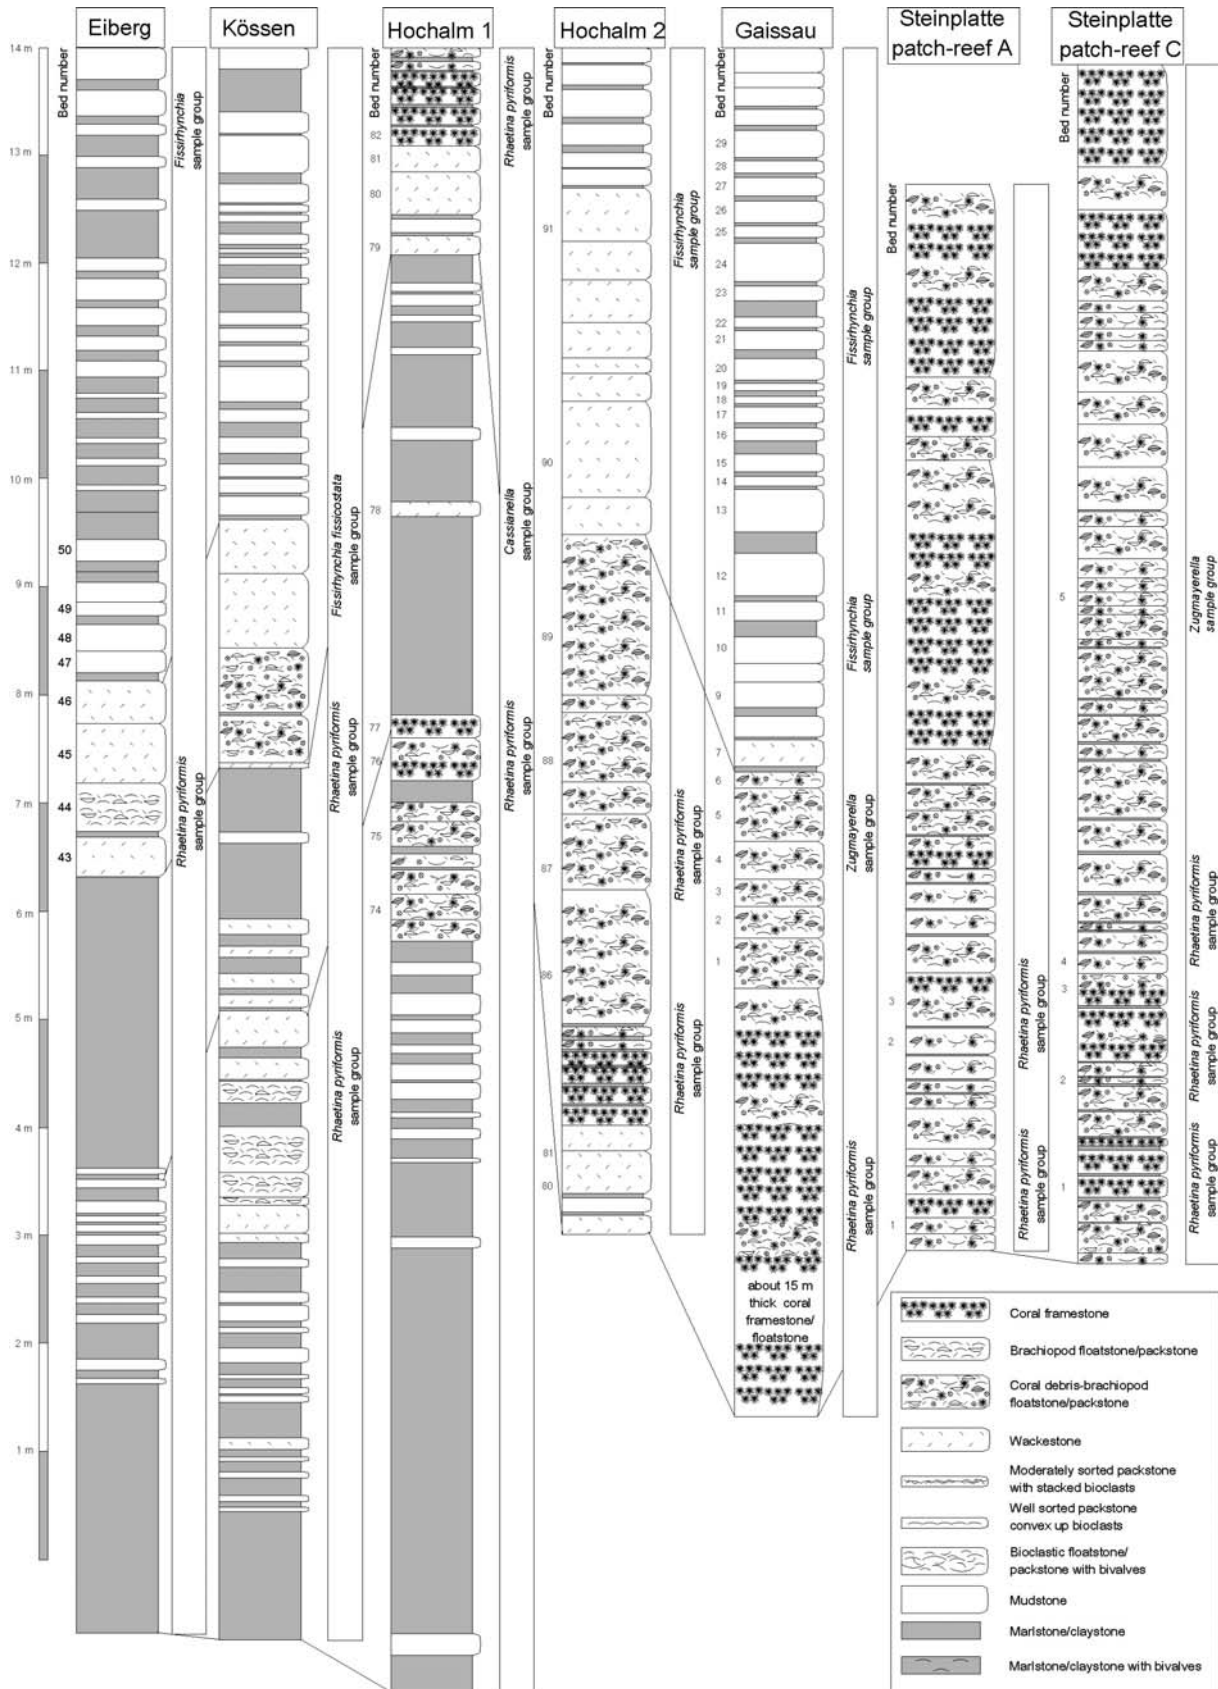 Eiberg
Kössen
Hochalm 1
Hochalm 2
Gaissau
Steinplatte
patch-reef A
Steinplatte
patch-reef C
14 m
13 m
12 m
11 m
10 m
9 m
8 m
7 m
6 m
5 m
4 m
3 m
2 m
1 m
Bed number
50
49
48
47
46
45
44
43
Fissirhynchia
sample group
Rhaetina pyriformis
sample group
Fissirhynchia fissicostata
sample group
Rhaetina pyriformis
sample group
Rhaetina pyriformis
sample group
Bed number
82
81
80
79
78
77
76
75
74
Rhaetina pyriformis
sample group
Cassianella
sample group
Rhaetina pyriformis
sample group
Bed number
91
90
89
88
87
86
81
80
Fissirhynchia
sample group
Rhaetina pyriformis
sample group
Rhaetina pyriformis
sample group
Bed number
29
28
27
26
25
24
23
22
21
20
19
18
17
16
15
14
13
12
11
10
9
7
6
5
4
3
2
1
about 15 m
thick coral
framestone/
floatstone
Fissirhynchia
sample group
Fissirhynchia
sample group
Zugmayerella
sample group
Rhaetina pyriformis
sample group
Bed number
3
2
1
Rhaetina pyriformis
sample group
Rhaetina pyriformis
sample group
Bed number
5
4
3
2
1
Zugmayerella
sample group
Rhaetina pyriformis
sample group
Rhaetina pyriformis
sample group
Rhaetina pyriformis
sample group
Coral framestone
Brachiopod floatstone/packstone
Coral debris-brachiopod
floatstone/packstone
Wackestone
Moderately sorted packstone
with stacked bioclasts
Well sorted packstone
convex up bioclasts
Bioclastic floatstone/
packstone with bivalves
Mudstone
Marlstone/claystone
Marlstone/claystone with bivalves